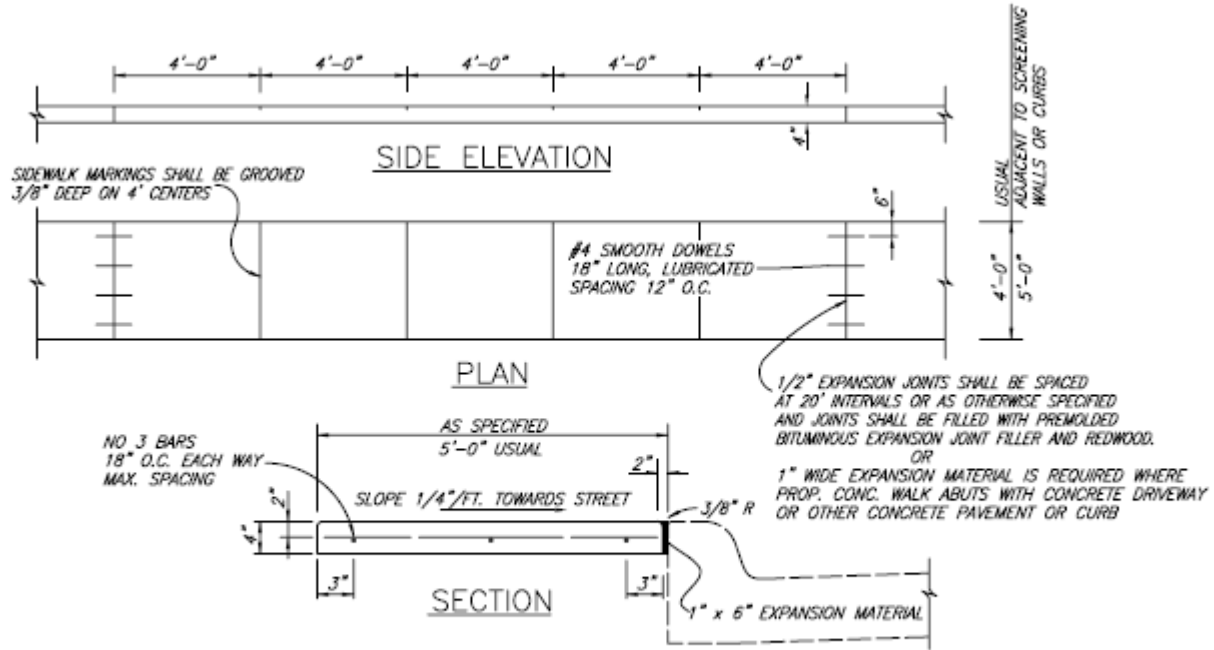 4'-0" 4'-0" 4'-0" 4'-0" 4'-0"
4"
SIDE ELEVATION
USUAL
ADJACENT TO SCREENING
WALLS OR CURBS
SIDEWALK MARKINGS SHALL BE GROOVED
3/8" DEEP ON 4' CENTERS
6"
#4 SMOOTH DOWELS
18" LONG, LUBRICATED
SPACING 12" O.C.
4'-0"
5'-0"
PLAN
1/2" EXPANSION JOINTS SHALL BE SPACED
AT 20' INTERVALS OR AS OTHERWISE SPECIFIED
AND JOINTS SHALL BE FILLED WITH PREMOLDED
BITUMINOUS EXPANSION JOINT FILLER AND REDWOOD.
OR
1" WIDE EXPANSION MATERIAL IS REQUIRED WHERE
PROP. CONC. WALK ABUTS WITH CONCRETE DRIVEWAY
OR OTHER CONCRETE PAVEMENT OR CURB
AS SPECIFIED
5'-0" USUAL
NO 3 BARS
18" O.C. EACH WAY
MAX. SPACING
2"
SLOPE 1/4"/FT. TOWARDS STREET
3/8" R
2"
4"
3"
3"
SECTION
1" x 6" EXPANSION MATERIAL